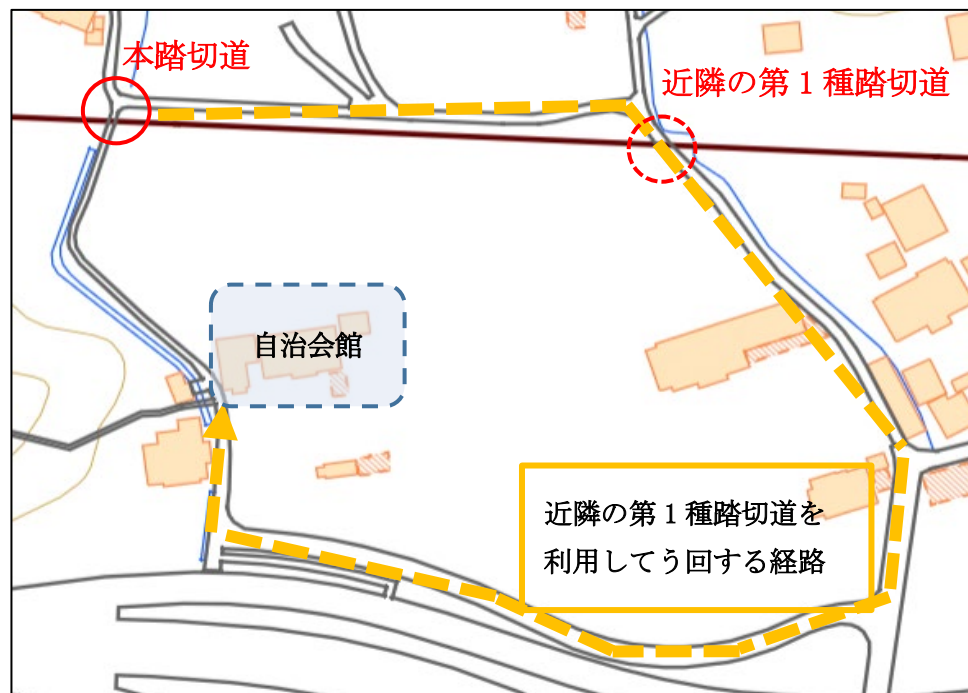 本踏切道
近隣の第１種踏切道
自治会館
近隣の第１種踏切道を
利用してう回する経路